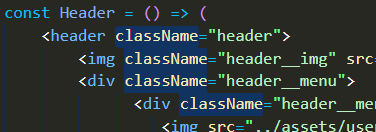 const Header = () => (
<header className="header">
<img className="header__img" src=
<div className="header__menu">
<div className="header__me
<img src="../assets/use